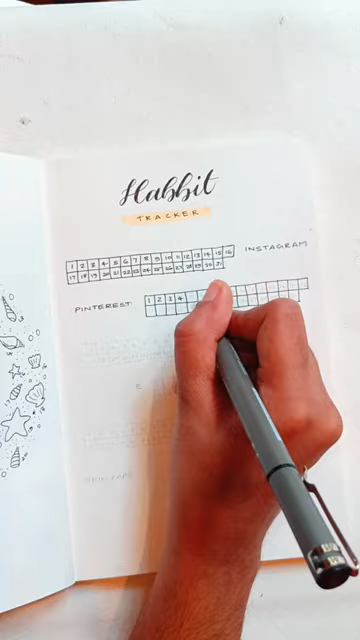 Habbit
TRACKER
1 2 3 4 5 6 7 8 9 10 11 12 13 14 15 16
17 18 19 20 21 22 23 24 25 26 27 28 29 30 31
INSTAGRAM
PINTEREST
1 2 3 4